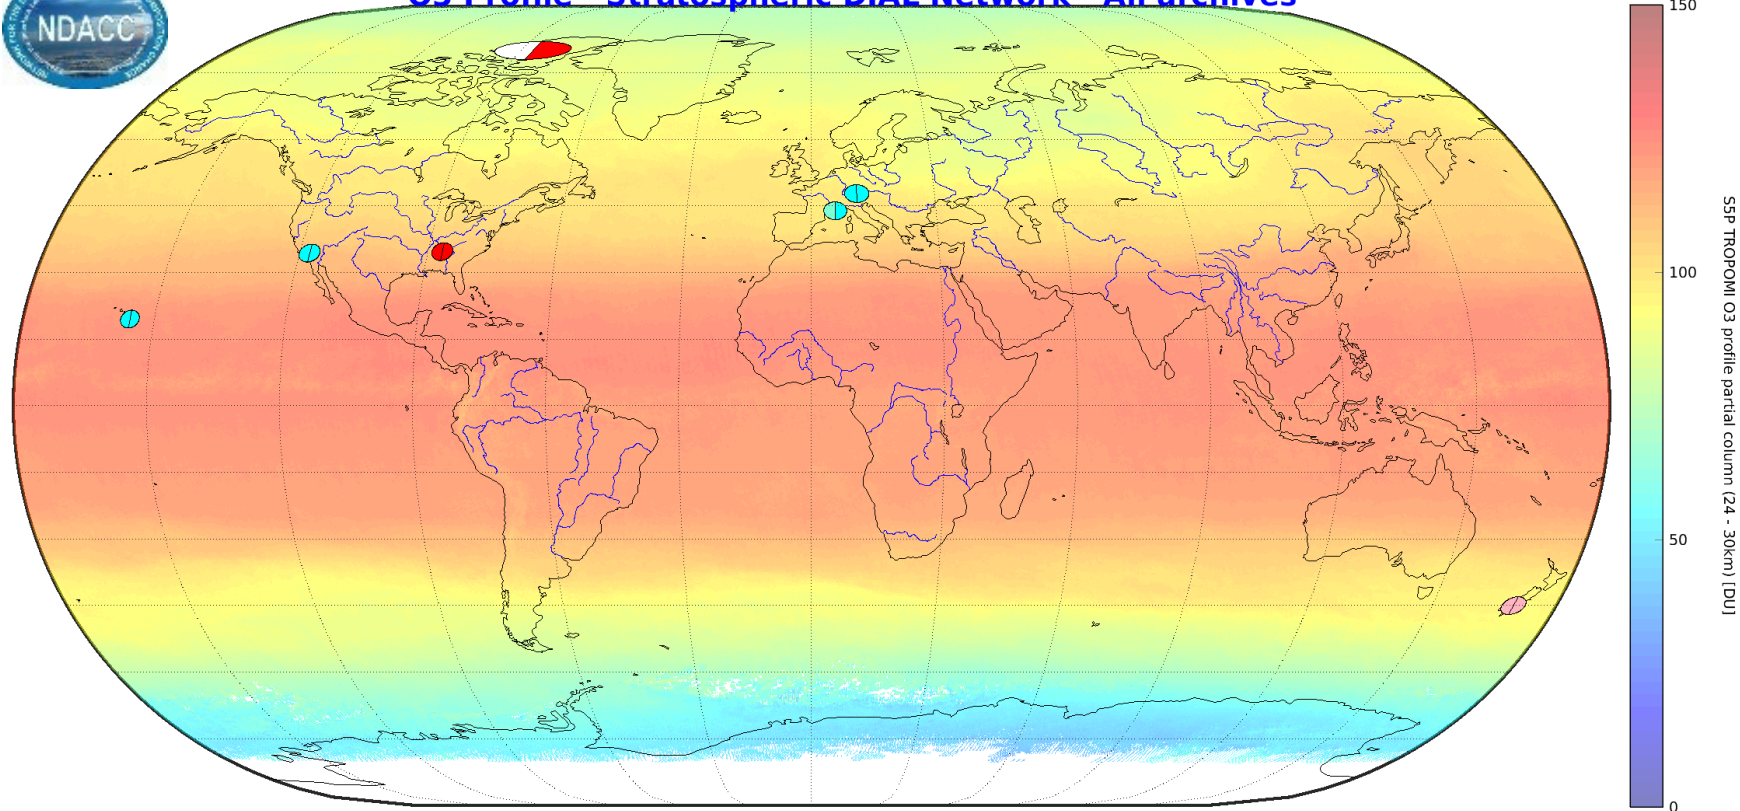 O3 Profile - Stratospheric DIAL Network - All archives
NDACC
150
100
50
0
S5P TROPOMI O3 profile partial column (24 - 30km) [DU]